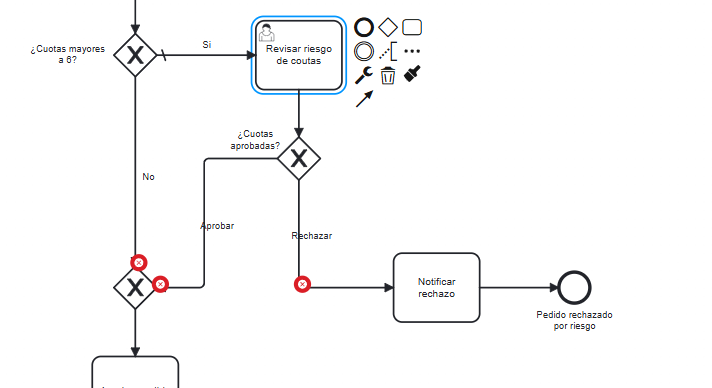 ¿Cuotas mayores
a 6?
Si
Revisar riesgo
de coutas
¿Cuotas
aprobadas?
No
Aprobar
Rechazar
Notificar
rechazo
Pedido rechazado
por riesgo